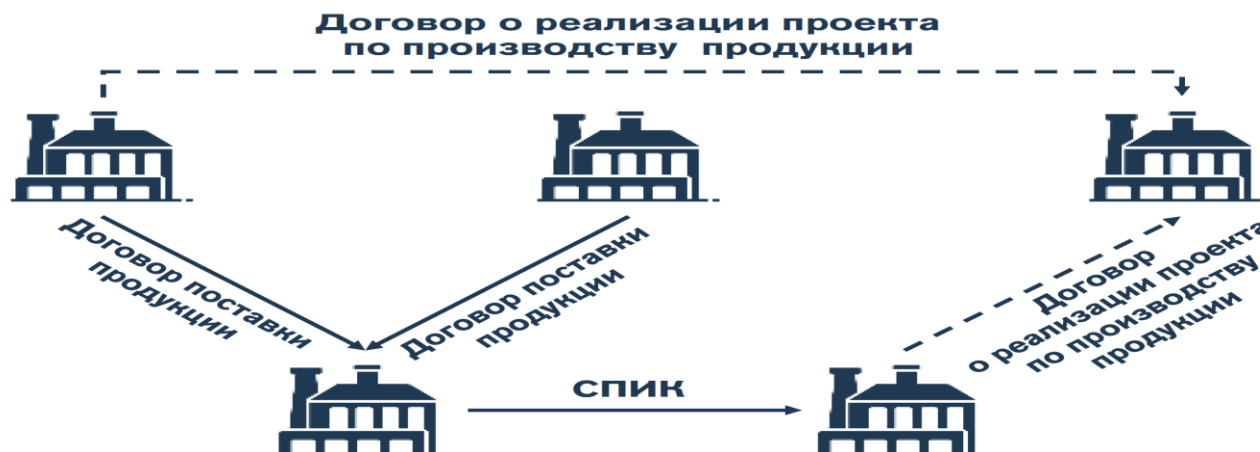 Договор о реализации проекта
по производству продукции
Договор поставки
продукции
Договор поставки
продукции
СПИК
Договор
о реализации проекта
по производству
продукции